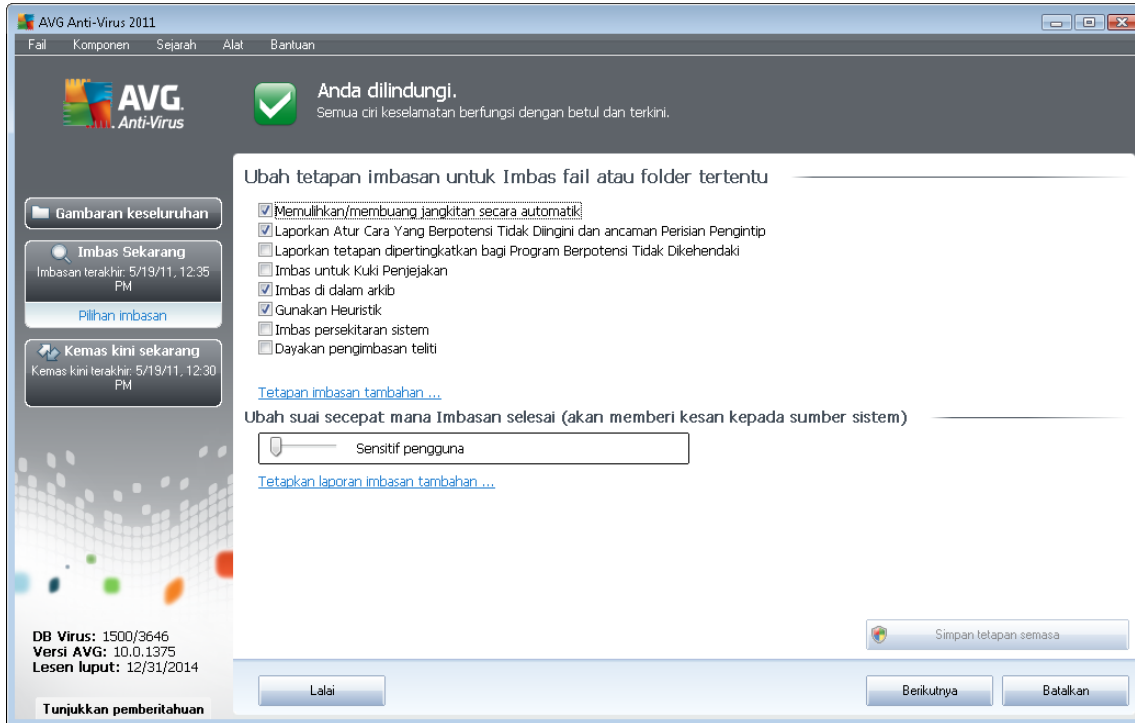 AVG Anti-Virus 2011
Fail Komponen Sejarah Alat Bantuan
AVG.
Anti-Virus
Anda dilindungi.
Semua ciri keselamatan berfungsi dengan betul dan terkini.
Gambaran keseluruhan
Imbas Sekarang
Imbasan terakhir: 5/19/11, 12:35
PM
Pilihan imbasan
Kemas kini sekarang
Kemas kini terakhir: 5/19/11, 12:30
PM
Ubah tetapan imbasan untuk Imbas fail atau folder tertentu
Memulihkan/membuang jangkitan secara automatik
Laporkan Atur Cara Yang Berpotensi Tidak Diingini dan ancaman Perisian Pengintip
Laporkan tetapan dipertingkatkan bagi Program Berpotensi Tidak Dikehendaki
Imbas untuk Kuki Penjejakan
Imbas di dalam arkib
Gunakan Heuristik
Imbas persekitaran sistem
Dayakan pengimbasan teliti
Tetapan imbasan tambahan ...
Ubah suai secepat mana Imbasan selesai (akan memberi kesan kepada sumber sistem)
Sensitif pengguna
Tetapkan laporan imbasan tambahan ...
Simpan tetapan semasa
DB Virus: 1500/3646
Versi AVG: 10.0.1375
Lesen luput: 12/31/2014
Tunjukkan pemberitahuan
Lalai
Berikutnya
Batalkan